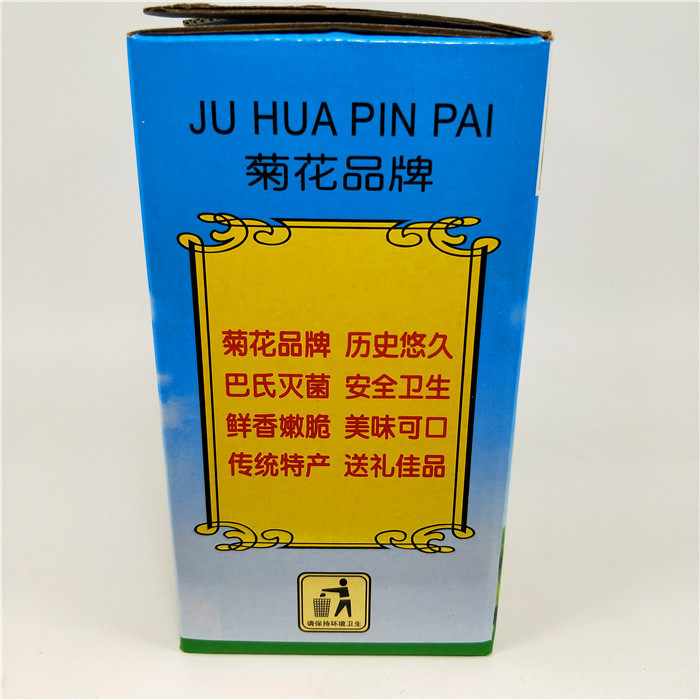 JU HUA PIN PAI
菊花品牌
菊花品牌 历史悠久
巴氏灭菌 安全卫生
鲜香嫩脆 美味可口
传统特产 送礼佳品
请保持环境卫生